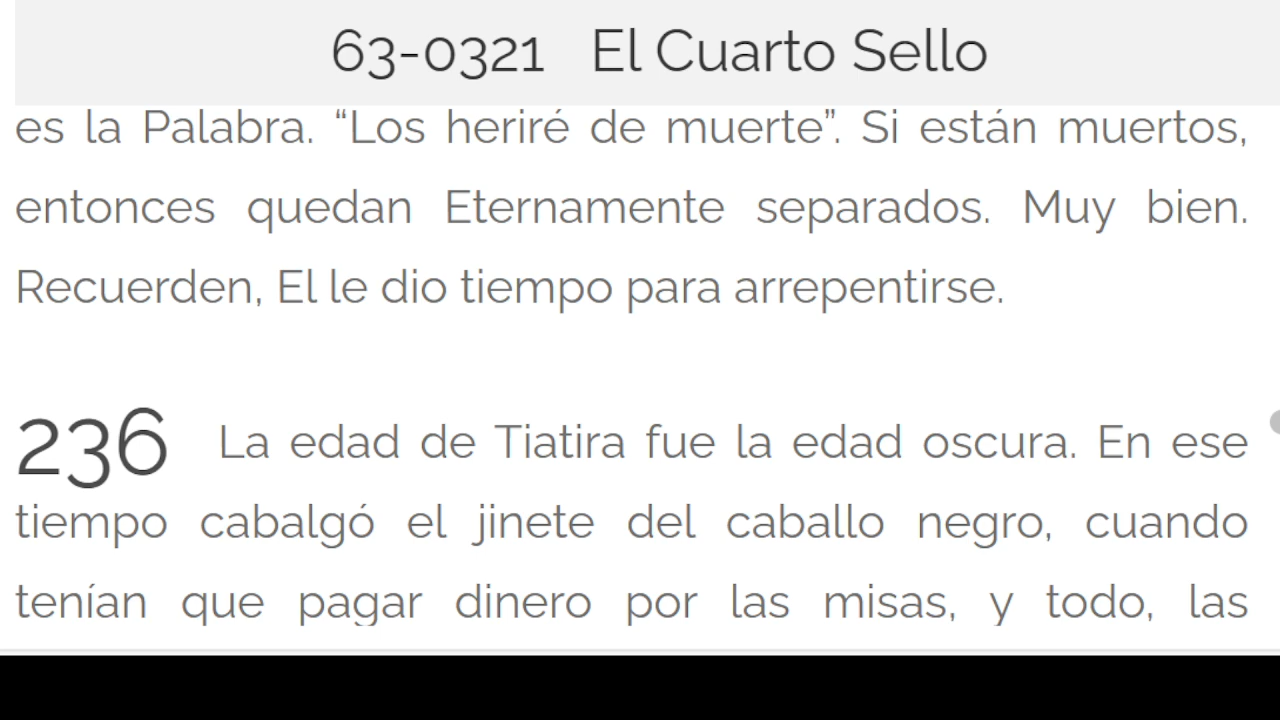 63-0321 El Cuarto Sello
es la Palabra. “Los heriré de muerte”. Si están muertos,
entonces quedan Eternamente separados. Muy bien.
Recuerden, El le dio tiempo para arrepentirse.
236 La edad de Tiatira fue la edad oscura. En ese
tiempo cabalgó el jinete del caballo negro, cuando
tenían que pagar dinero por las misas, y todo, las